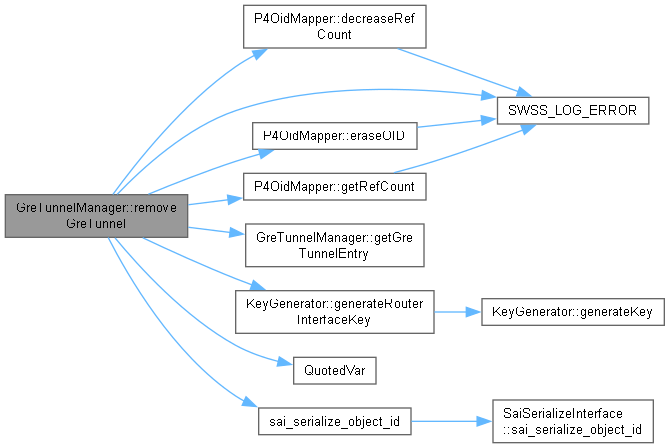 P4OidMapper::decreaseRef
Count
SWSS_LOG_ERROR
P4OidMapper::eraseOID
P4OidMapper::getRefCount
GreTunnelManager::remove
GreTunnel
GreTunnelManager::getGre
TunnelEntry
KeyGenerator::generateRouter
InterfaceKey
KeyGenerator::generateKey
QuotedVar
sai_serialize_object_id
SaiSerializeInterface
::sai_serialize_object_id